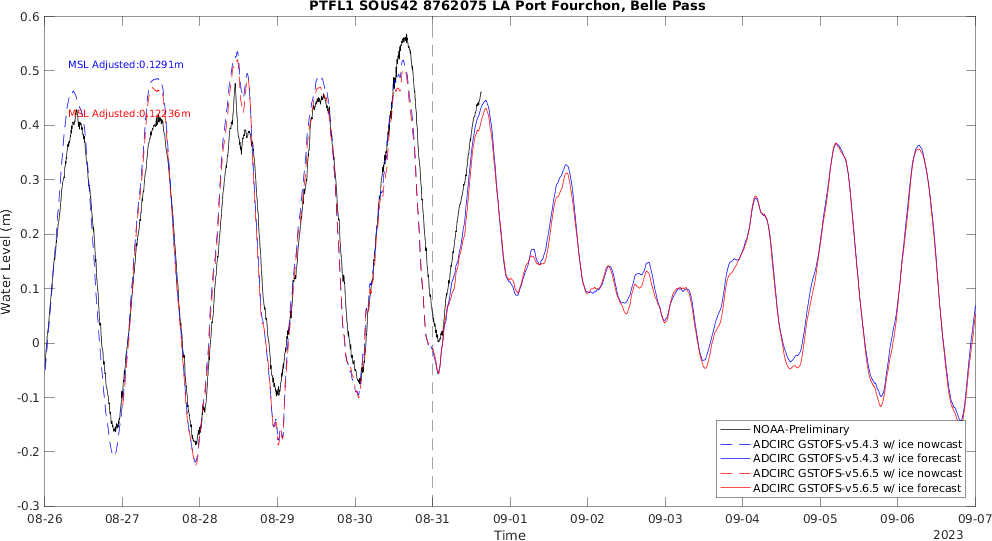 PTFL1 SOUS42 8762075 LA Port Fourchon, Belle Pass
0.6
0.5
0.4
0.3
0.2
0.1
0
-0.1
-0.2
-0.3
Water Level (m)
MSL Adjusted:0.1291m
MSL Adjusted:0.12236m
NOAA-Preliminary
ADCIRC GSTOFS-v5.4.3 w/ ice nowcast
ADCIRC GSTOFS-v5.4.3 w/ ice forecast
ADCIRC GSTOFS-v5.6.5 w/ ice nowcast
ADCIRC GSTOFS-v5.6.5 w/ ice forecast
08-26 08-27 08-28 08-29 08-30 08-31 09-01 09-02 09-03 09-04 09-05 09-06 09-07
Time
2023